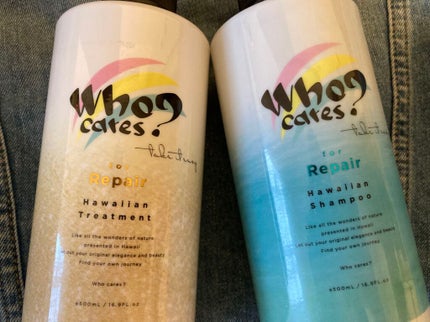 Who?
cares?
for
Repair
Hawaiian
Treatment
Like all the wonders of nature
presented in Hawaii
out your original elegance and beauty
Find your own journey
Who cares?
e500mL / 16.9FL.oz
Who?
cares?
for
Repair
Hawaiian
Shampoo
Like all the wonders of nature
presented in Hawaii
out your original elegance and
Find your own journey
Who cares?
e500mL / 16.9FL.oz